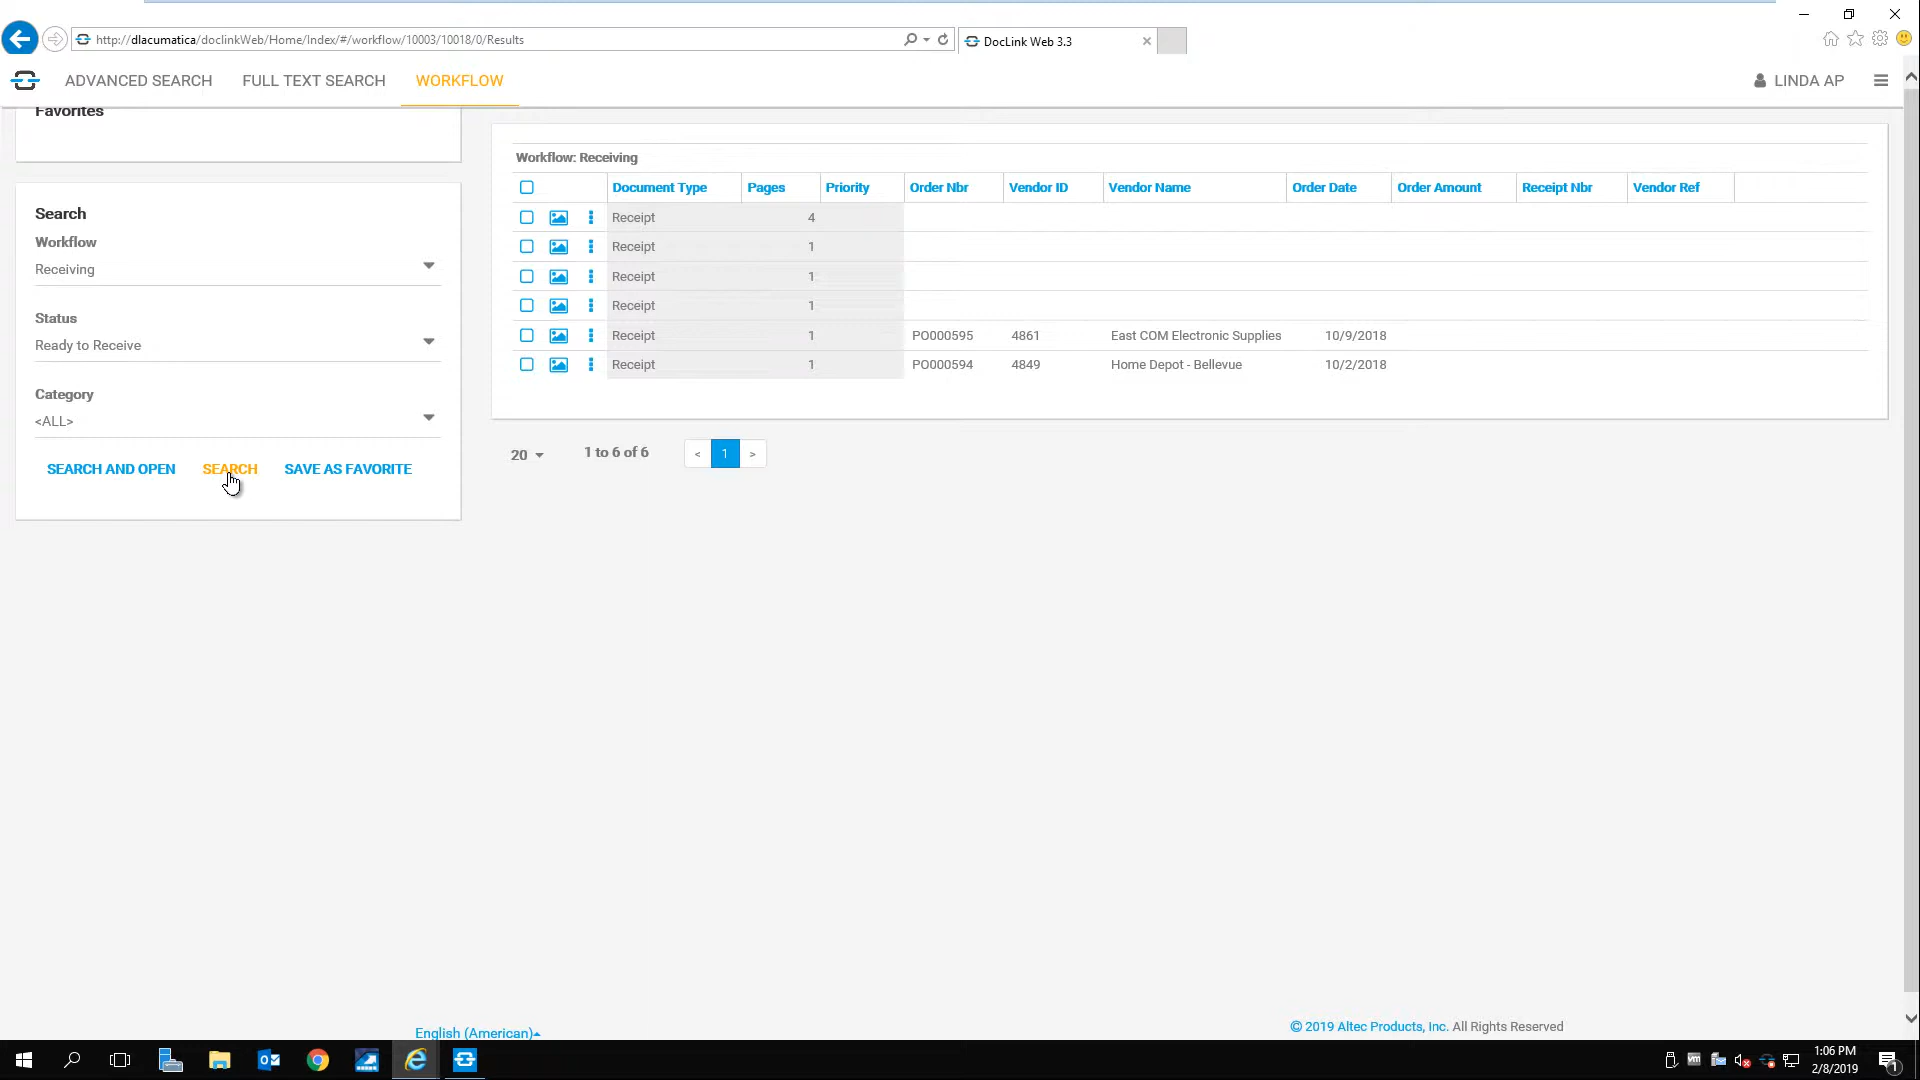 http://dlacumatica/doclinkWeb/Home/Index/#/workflow/10003/10018/0/Results
DocLink Web 3.3
ADVANCED SEARCH FULL TEXT SEARCH WORKFLOW LINDA AP
Favorites
Search
Workflow
Receiving
Status
Ready to Receive
Category
<ALL>
SEARCH AND OPEN SEARCH SAVE AS FAVORITE
Workflow: Receiving
Document Type Pages Priority Order Nbr Vendor ID Vendor Name Order Date Order Amount Receipt Nbr Vendor Ref
Receipt 4
Receipt 1
Receipt 1
Receipt 1
Receipt 1 PO000595 4861 East COM Electronic Supplies 10/9/2018
Receipt 1 PO000594 4849 Home Depot - Bellevue 10/2/2018
20 1 to 6 of 6 < 1 >
English (American)
© 2019 Altec Products, Inc. All Rights Reserved
1:06 PM
2/8/2019
1